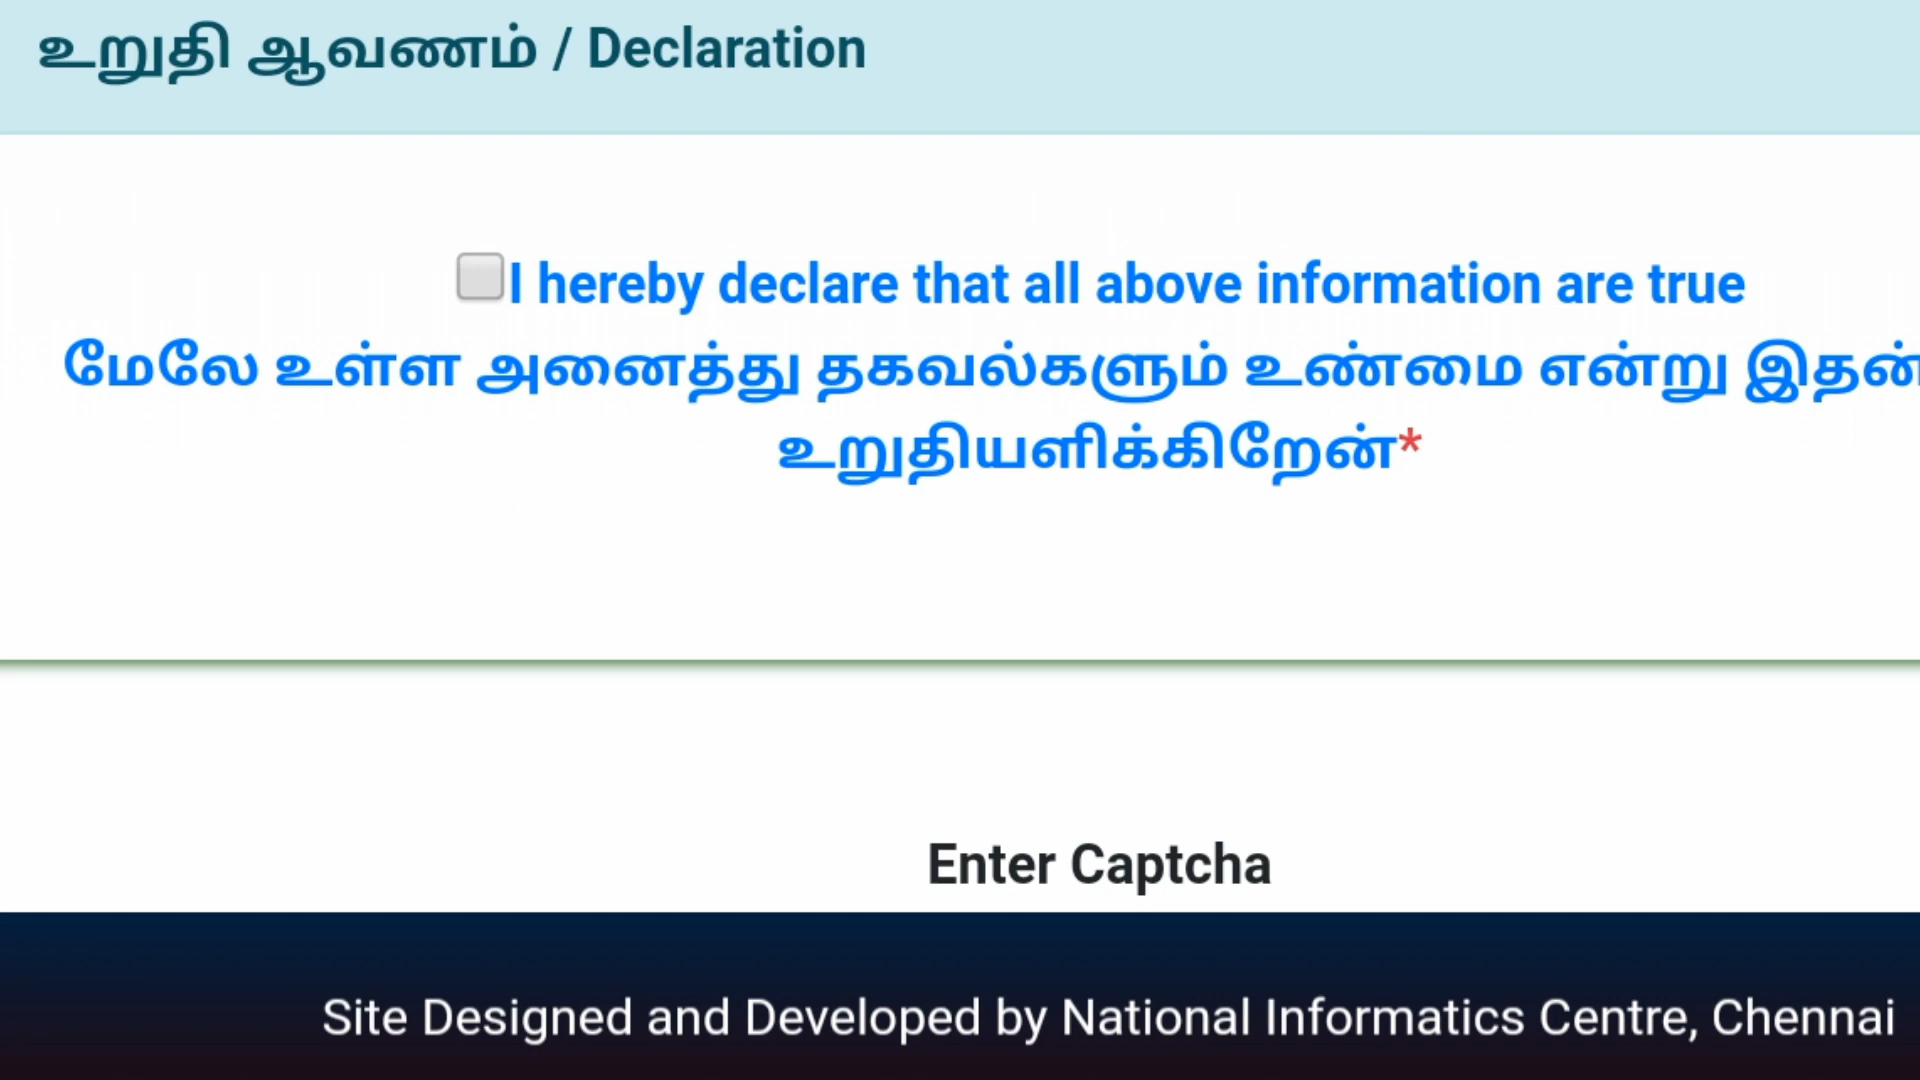 உறுதி ஆவணம் / Declaration
I hereby declare that all above information are true
மேலே உள்ள அனைத்து தகவல்களும் உண்மை என்று இதன்
உறுதியளிக்கிறேன்*
Enter Captcha
Site Designed and Developed by National Informatics Centre, Chennai